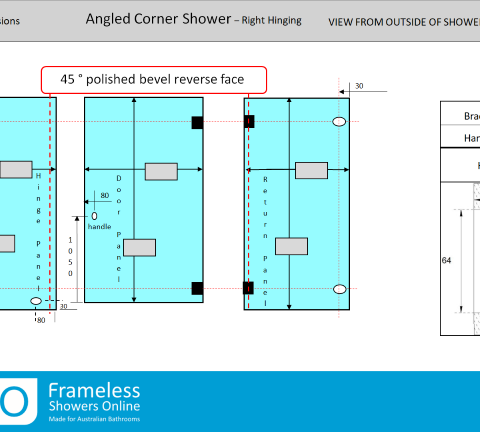 sions
Angled Corner Shower – Right Hinging
VIEW FROM OUTSIDE OF SHOWER
45 ° polished bevel reverse face
30
Hinge Panel
Door Panel
Return Panel
80
handle
1050
30
80
Brac
Han
H
64
O
Frameless
Showers Online
Made for Australian Bathrooms